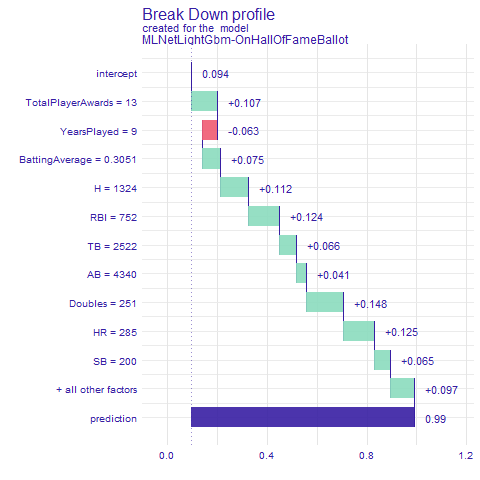 Break Down profile
created for the  model
MLNetLightGbm-OnHallOfFameBallot
intercept 0.094
TotalPlayerAwards = 13 +0.107
YearsPlayed = 9 -0.063
BattingAverage = 0.3051 +0.075
H = 1324 +0.112
RBI = 752 +0.124
TB = 2522 +0.066
AB = 4340 +0.041
Doubles = 251 +0.148
HR = 285 +0.125
SB = 200 +0.065
+ all other factors +0.097
prediction 0.99
0.0 0.4 0.8 1.2